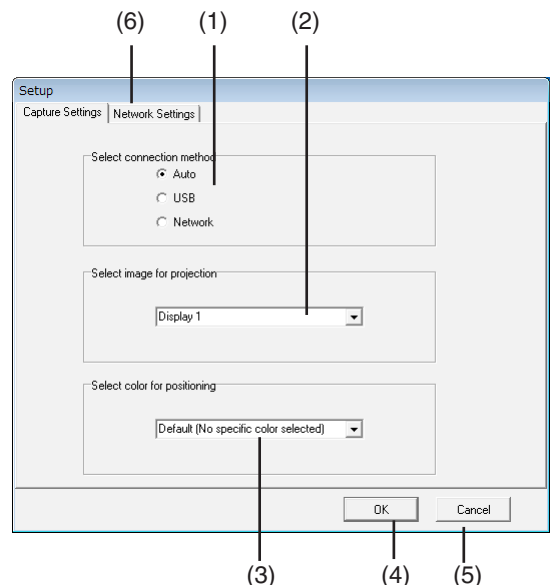 (6) (1) (2)
Setup
Capture Settings Network Settings
Select connection method
Auto
USB
Network
Select image for projection
Display 1
Select color for positioning
Default (No specific color selected)
OK Cancel
(3) (4) (5)